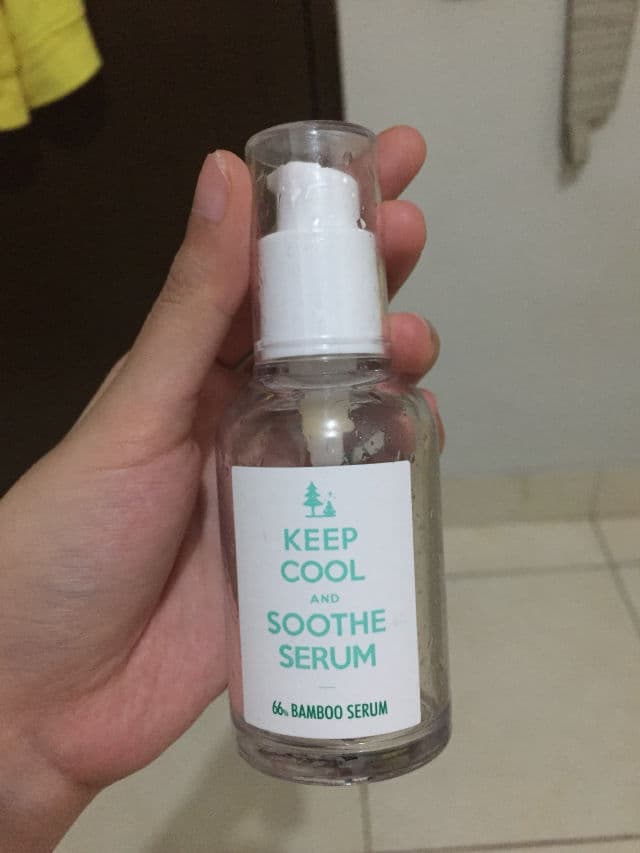 KEEP
COOL
AND
SOOTHE
SERUM
66% BAMBOO SERUM